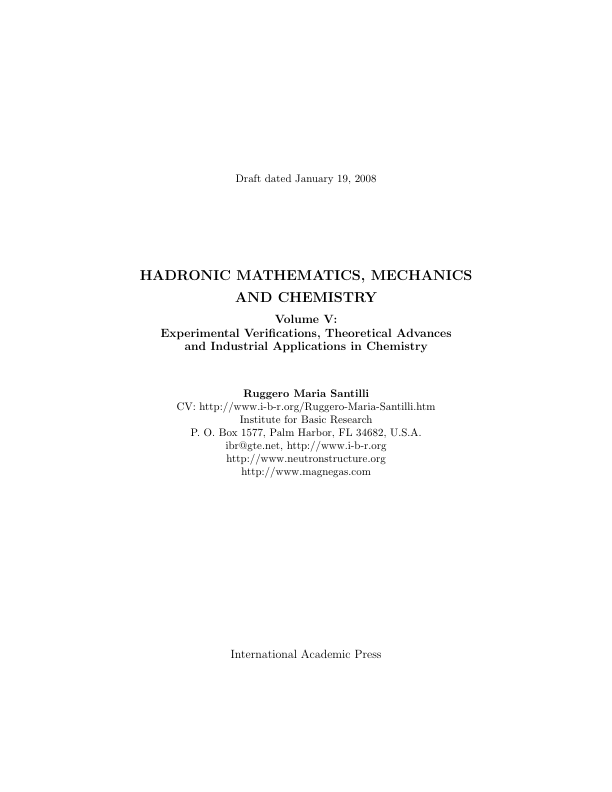 Draft dated January 19, 2008
HADRONIC MATHEMATICS, MECHANICS
AND CHEMISTRY
Volume V:
Experimental Verifications, Theoretical Advances
and Industrial Applications in Chemistry
Ruggero Maria Santilli
CV: http://www.i-b-r.org/Ruggero-Maria-Santilli.htm
Institute for Basic Research
P. O. Box 1577, Palm Harbor, FL 34682, U.S.A.
ibr@gte.net, http://www.i-b-r.org
http://www.neutronstructure.org
http://www.magnegas.com
International Academic Press